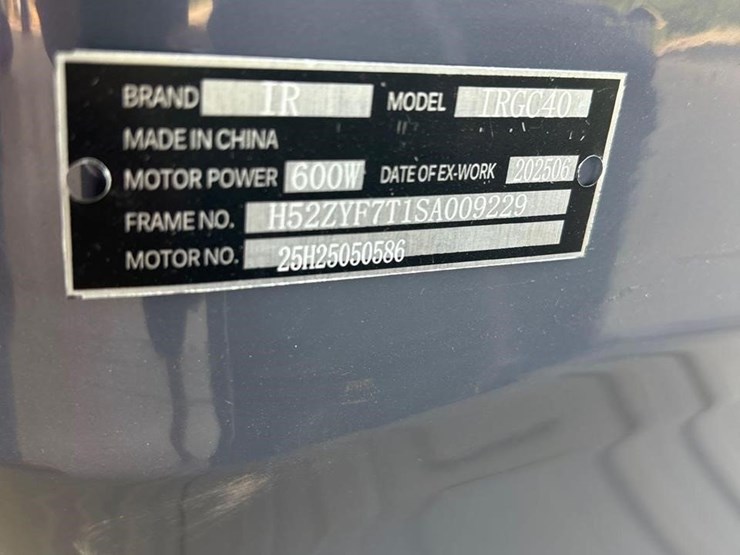 BRAND IR MODEL IRGC40
MADE IN CHINA
MOTOR POWER 600W DATE OF EX-WORK 202506
FRAME NO. H52ZYF7T1SA009229
MOTOR NO. 25H25050586